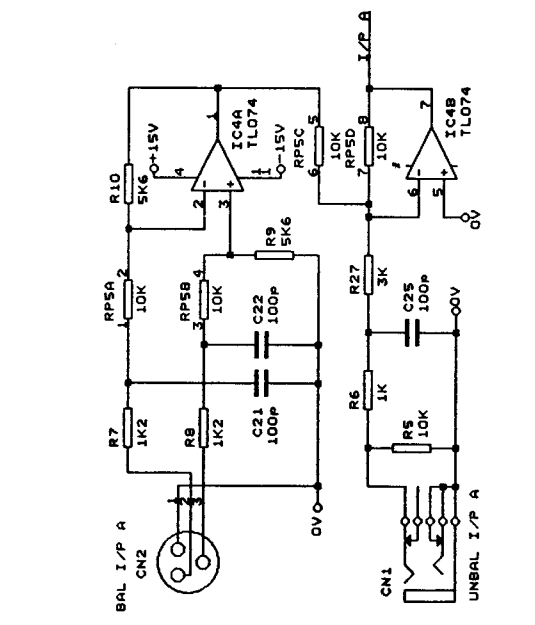 I/P A
1
IC4A
TL074
+15V
4
11
-15V
2
3
R10
5K6
RP5C
5
10K
6
RP5D
8
10K
7
7
IC4B
TL074
6
5
0V
R9
5K6
RP5A
2
10K
1
RP5B
4
10K
3
C22
100p
C21
100p
R27
3K
C25
100p
0V
R7
1K2
R8
1K2
R6
1K
R5
10K
1
2
3
0V
BAL I/P A
CN2
CN1
UNBAL I/P A